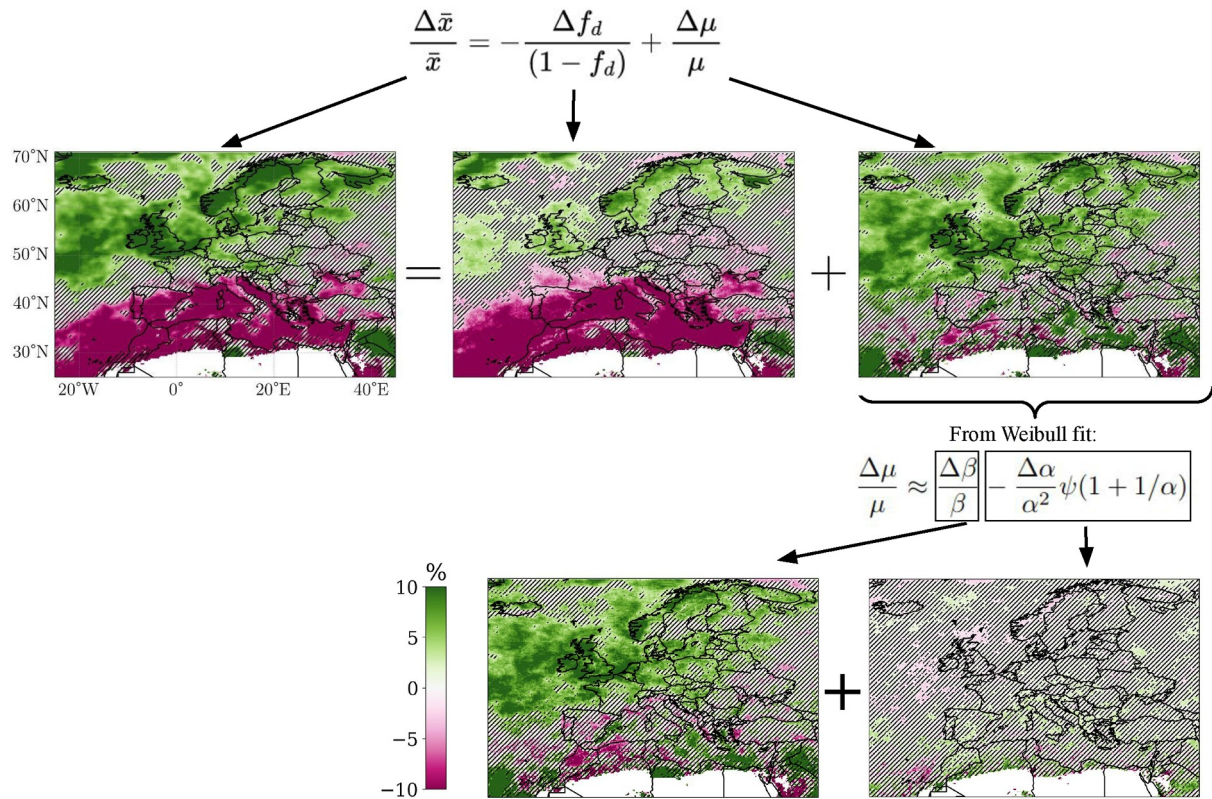 Δx̄/x̄ = − Δf_d/(1 − f_d) + Δμ/μ
70°N
60°N
50°N
40°N
30°N
20°W 0° 20°E 40°E
=
+
From Weibull fit:
Δμ/μ ≈ Δβ/β − Δα/α² ψ(1 + 1/α)
%
10
5
0
−5
−10
+